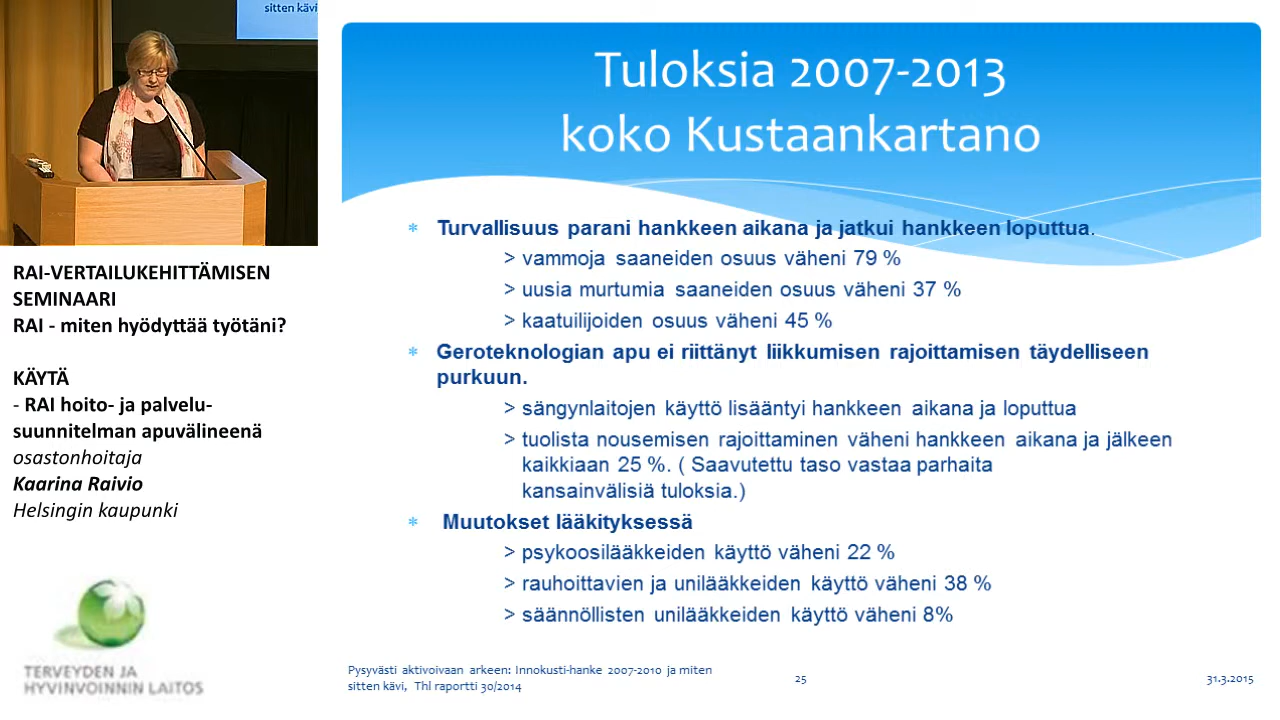 sitten kävi
RAI-VERTAILUKEHITTÄMISEN
SEMINAARI
RAI - miten hyödyttää työtäni?
KÄYTÄ
- RAI hoito- ja palvelu-
suunnitelman apuvälineenä
osastonhoitaja
Kaarina Raivio
Helsingin kaupunki
TERVEYDEN JA
HYVINVOINNIN LAITOS
Tuloksia 2007-2013
koko Kustaankartano
* Turvallisuus parani hankkeen aikana ja jatkui hankkeen loputtua.
> vammoja saaneiden osuus väheni 79 %
> uusia murtumia saaneiden osuus väheni 37 %
> kaatuilijoiden osuus väheni 45 %
* Geroteknologian apu ei riittänyt liikkumisen rajoittamisen täydelliseen
purkuun.
> sängynlaitojen käyttö lisääntyi hankkeen aikana ja loputtua
> tuolista nousemisen rajoittaminen väheni hankkeen aikana ja jälkeen
kaikkiaan 25 %. ( Saavutettu taso vastaa parhaita
kansainvälisiä tuloksia.)
* Muutokset lääkityksessä
> psykoosilääkkeiden käyttö väheni 22 %
> rauhoittavien ja unilääkkeiden käyttö väheni 38 %
> säännöllisten unilääkkeiden käyttö väheni 8%
Pysyvästi aktivoivaan arkeen: Innokusti-hanke 2007-2010 ja miten
sitten kävi, Thl raportti 30/2014
25
31.3.2015